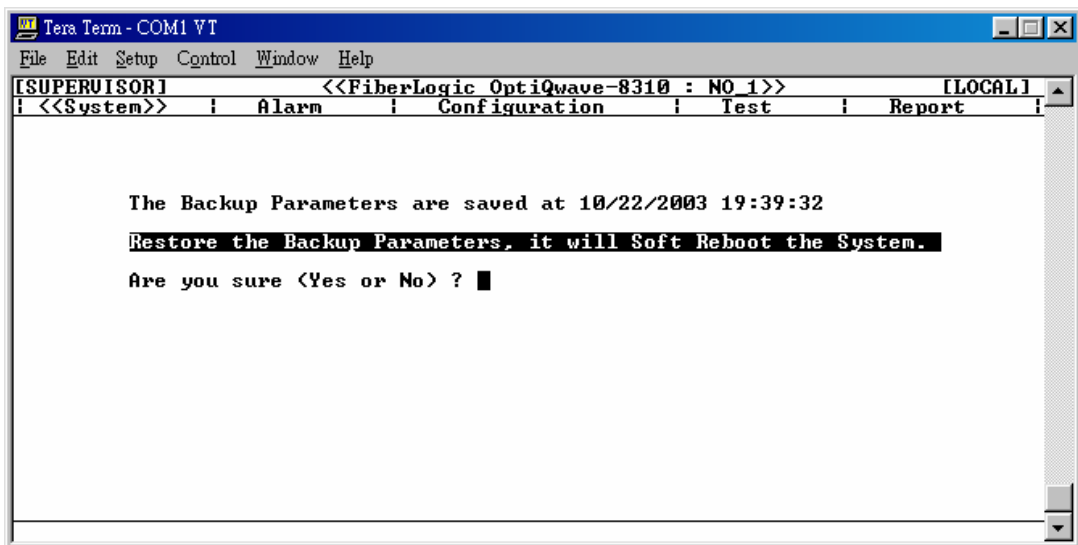 Tera Term - COM1 VT
File Edit Setup Control Window Help
[SUPERVISOR] <<FiberLogic OptiQwave-8310 : NO_1>> [LOCAL]
¦ <<System>> ¦ Alarm ¦ Configuration ¦ Test ¦ Report ¦
The Backup Parameters are saved at 10/22/2003 19:39:32
Restore the Backup Parameters, it will Soft Reboot the System.
Are you sure (Yes or No) ?